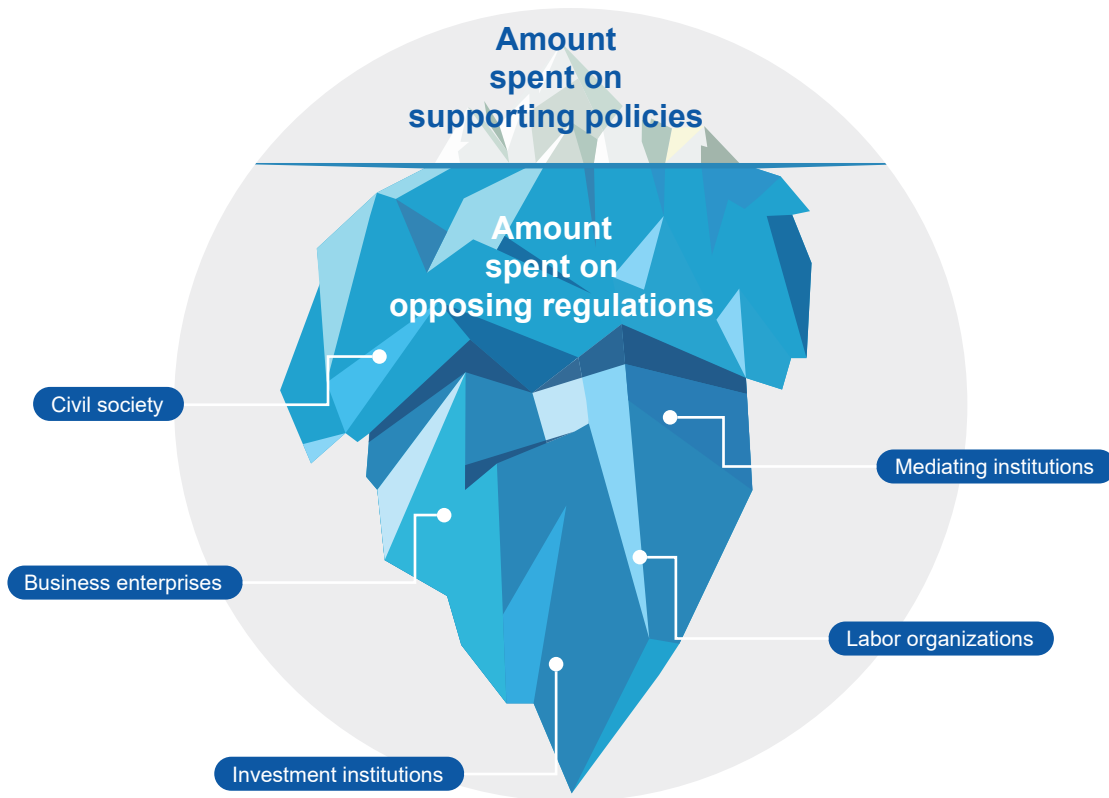 Amount
spent on
supporting policies
Amount
spent on
opposing regulations
Civil society
Mediating institutions
Business enterprises
Labor organizations
Investment institutions